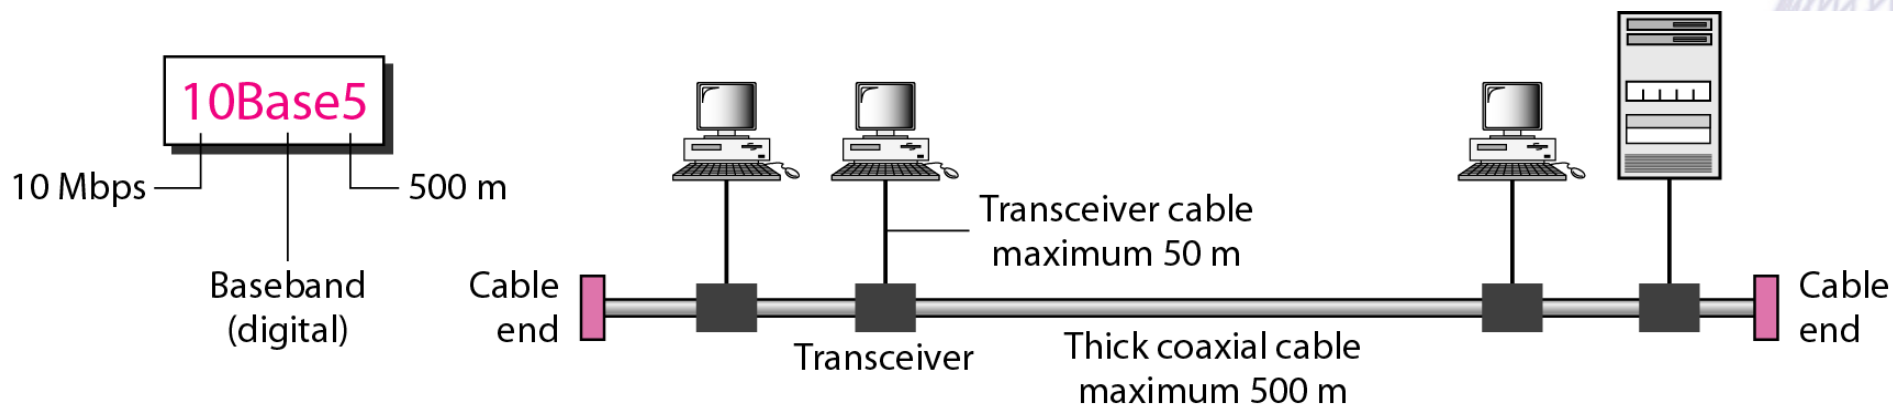 10Base5
10 Mbps
500 m
Baseband
(digital)
Transceiver cable
maximum 50 m
Cable
end
Transceiver
Thick coaxial cable
maximum 500 m
Cable
end